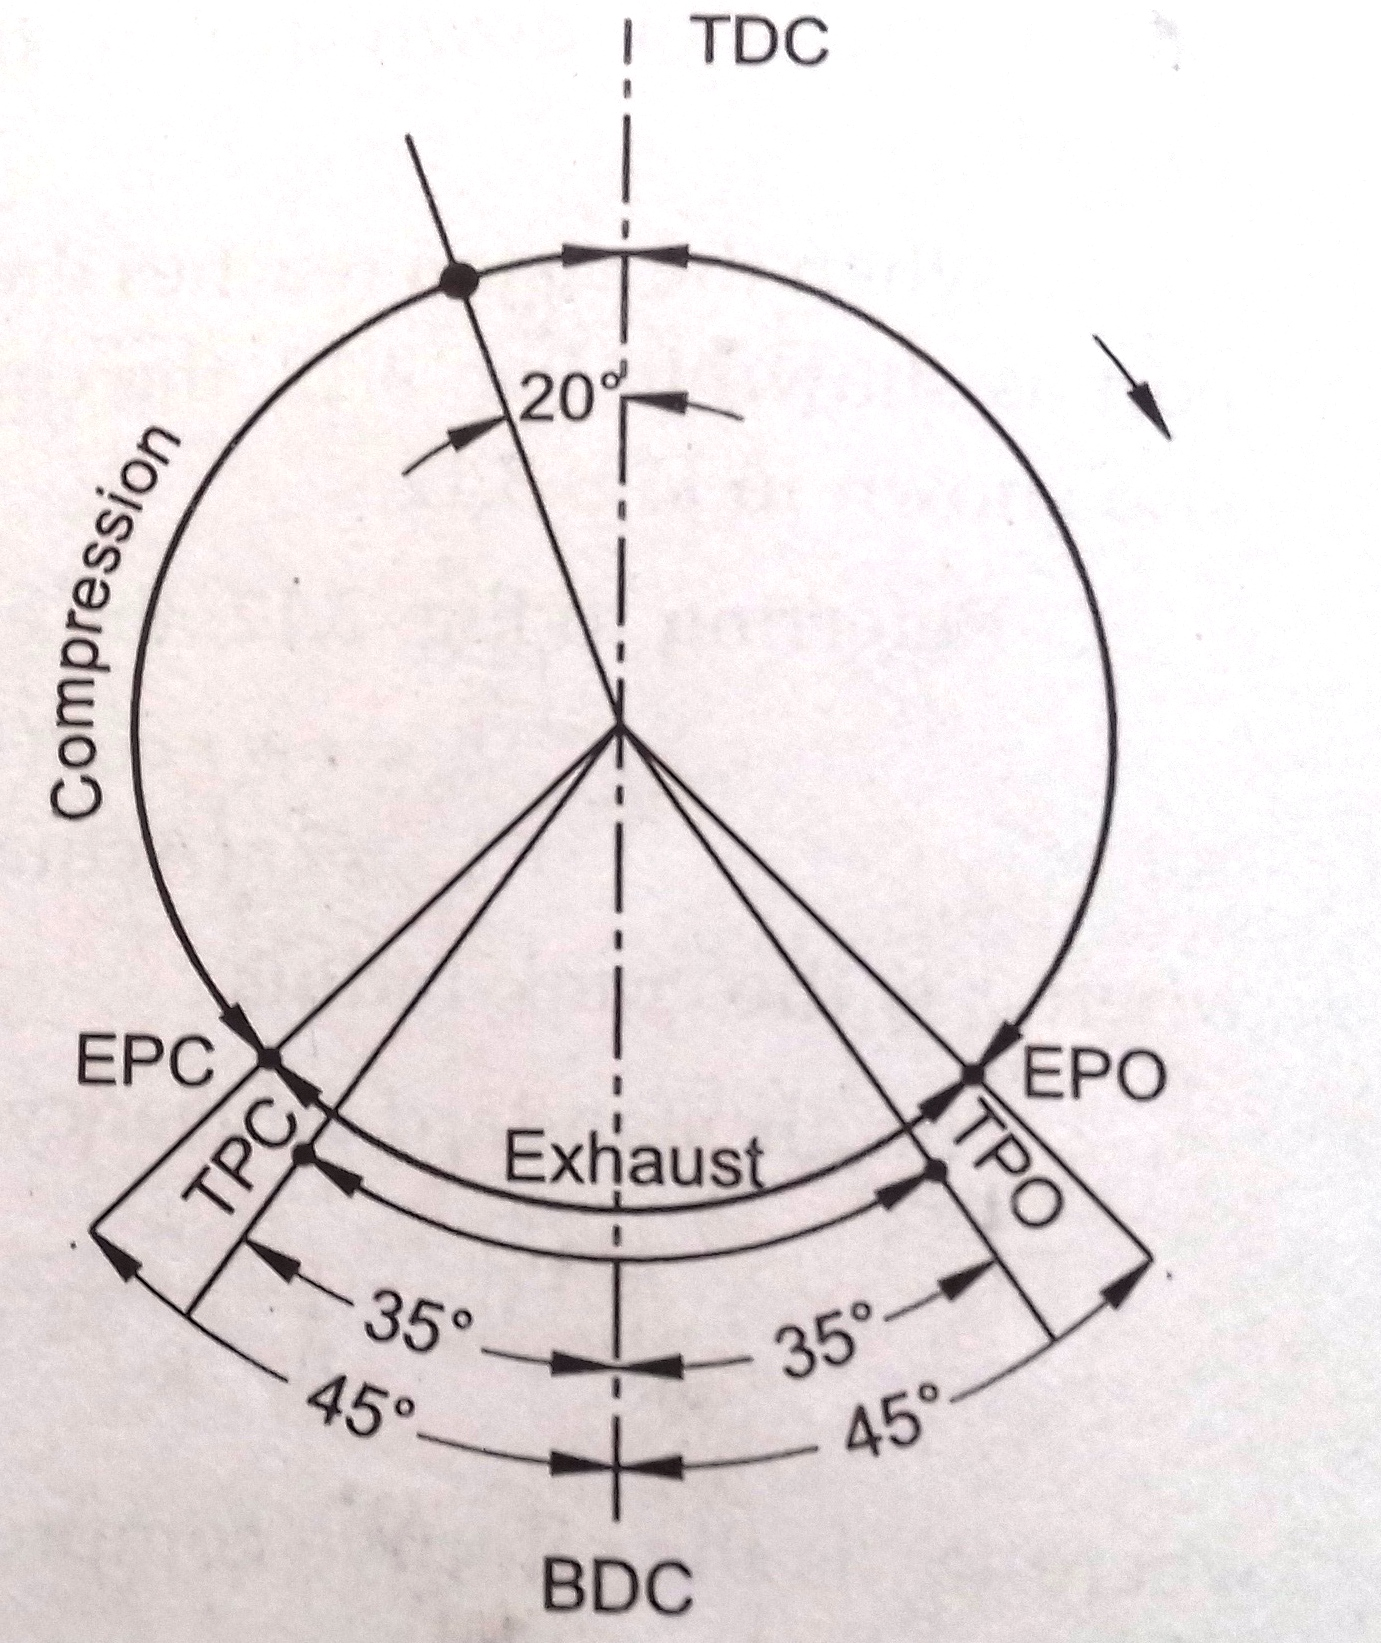 TDC
20°
Compression
EPC
EPO
TPC
TPO
Exhaust
35°
35°
45°
45°
BDC